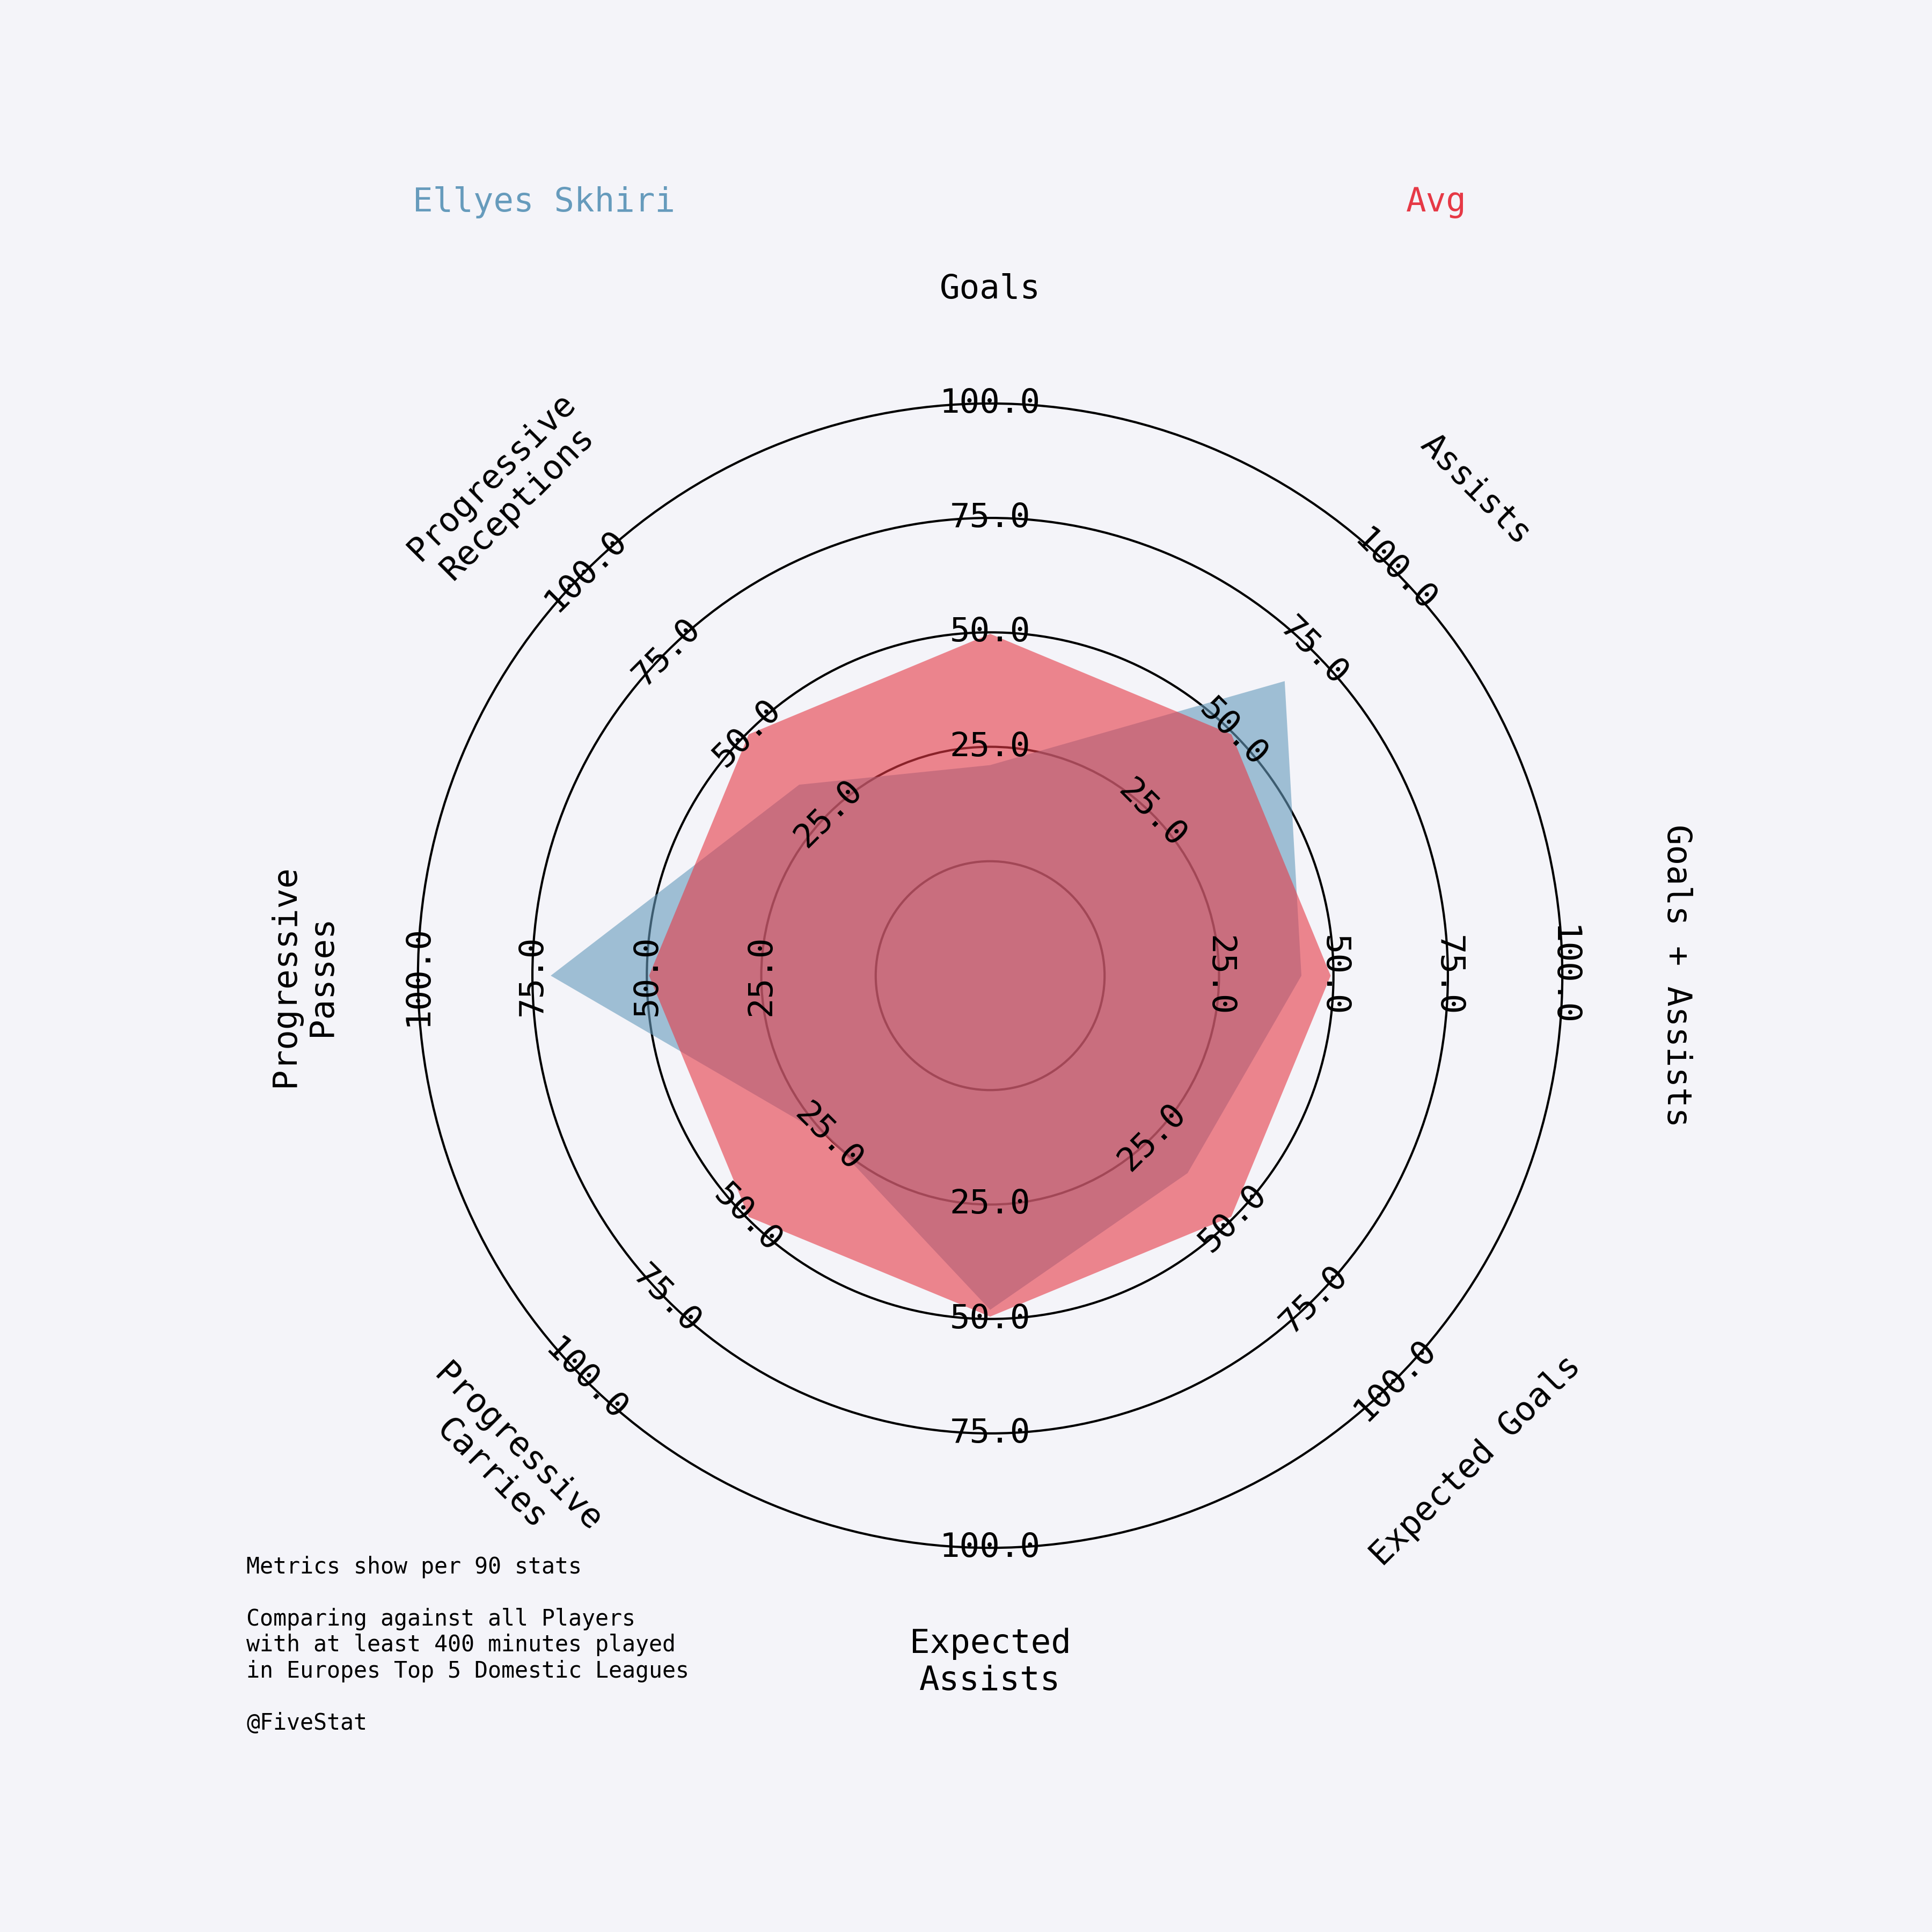 Ellyes Skhiri
Avg
Goals
Assists
Goals + Assists
Expected Goals
Expected
Assists
Progressive
Carries
Progressive
Passes
Progressive
Receptions
25.0
50.0
75.0
100.0
25.0
50.0
75.0
100.0
25.0
50.0
75.0
100.0
25.0
50.0
75.0
100.0
25.0
50.0
75.0
100.0
25.0
50.0
75.0
100.0
25.0
50.0
75.0
100.0
25.0
50.0
75.0
100.0
Metrics show per 90 stats
Comparing against all Players
with at least 400 minutes played
in Europes Top 5 Domestic Leagues
@FiveStat